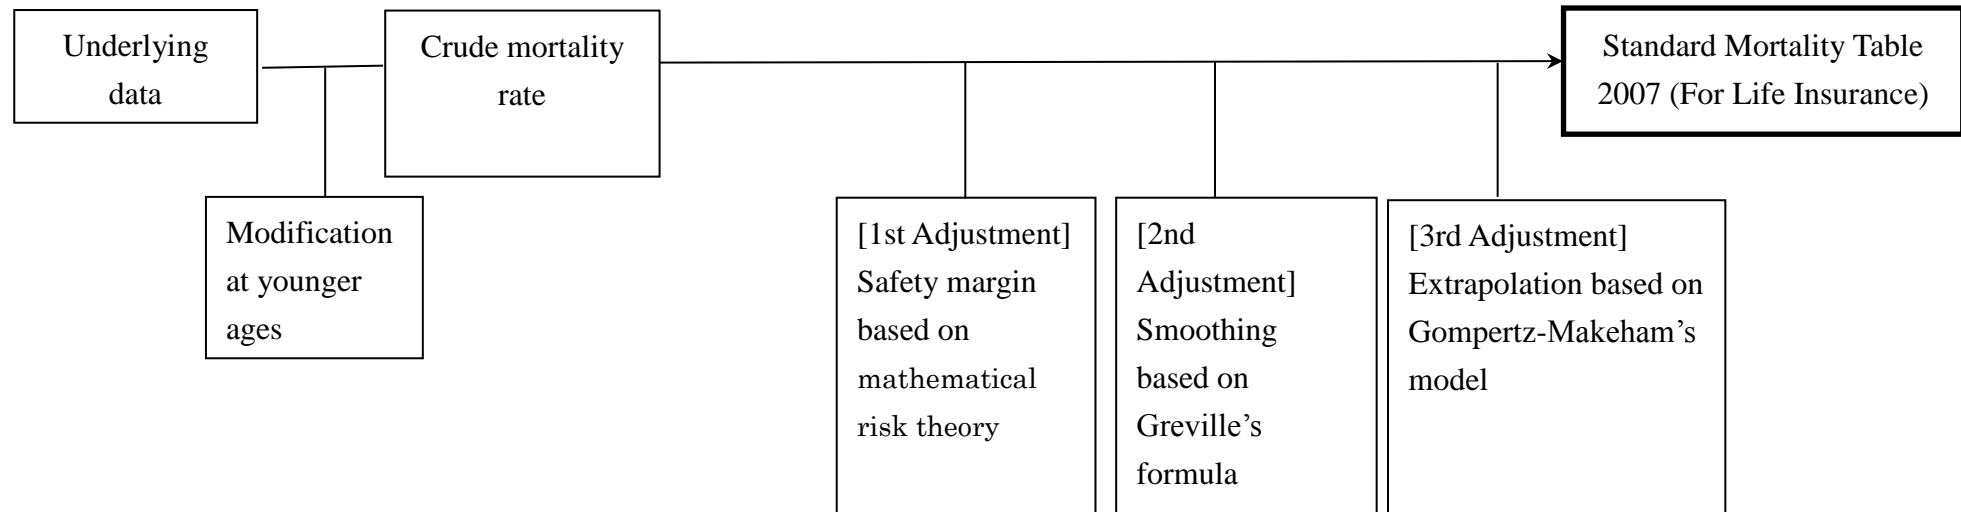 Underlying
data
Crude mortality
rate
Standard Mortality Table
2007 (For Life Insurance)
Modification
at younger
ages
[1st Adjustment]
Safety margin
based on
mathematical
risk theory
[2nd
Adjustment]
Smoothing
based on
Greville’s
formula
[3rd Adjustment]
Extrapolation based on
Gompertz-Makeham’s
model